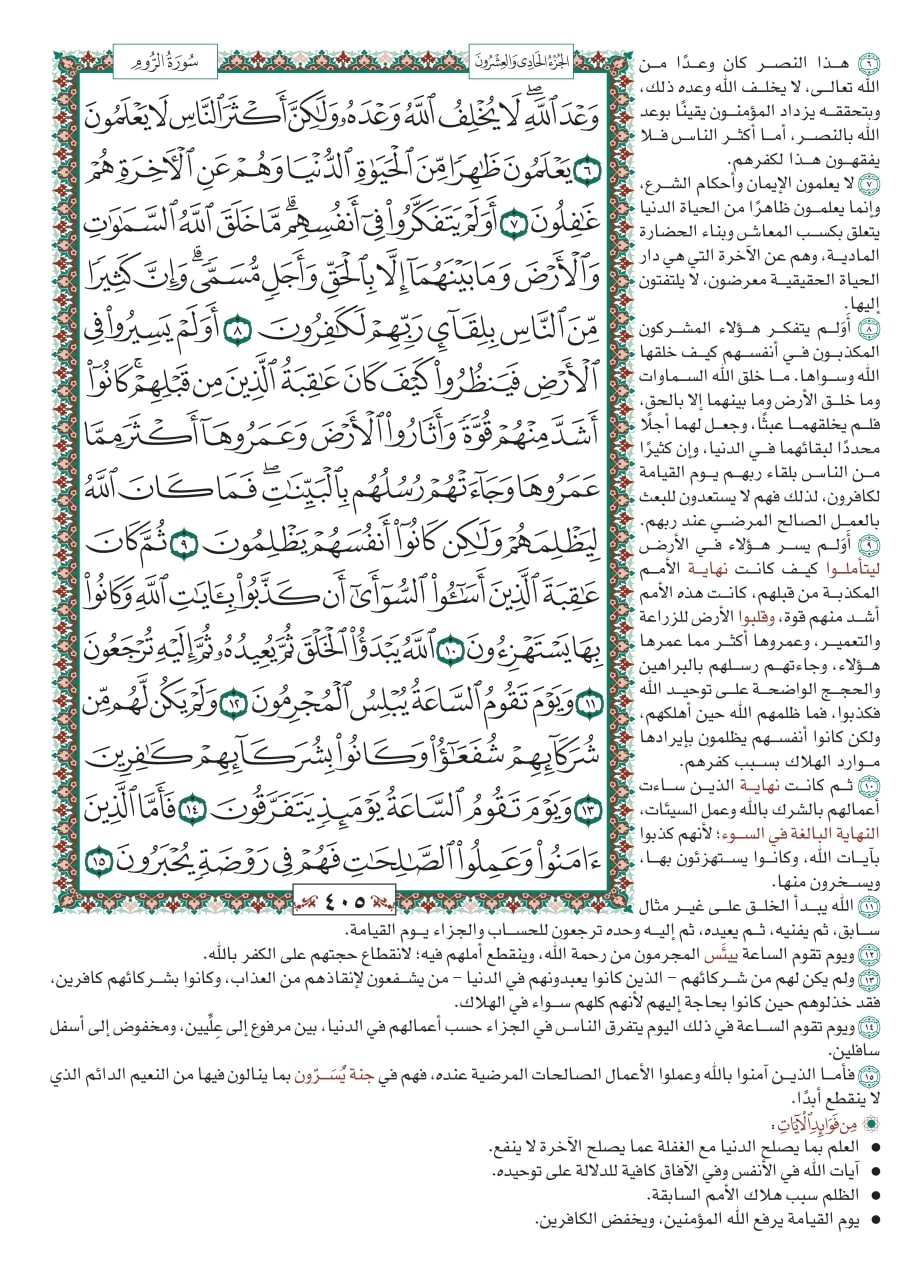 سُورَةُ الرُّومِ
الجُزْءُ الحَادِي وَالعِشْرُونَ
وَعْدَ ٱللَّهِۖ لَا يُخْلِفُ ٱللَّهُ وَعْدَهُۥ وَلَٰكِنَّ أَكْثَرَ ٱلنَّاسِ لَا يَعْلَمُونَ
٦ يَعْلَمُونَ ظَٰهِرًا مِّنَ ٱلْحَيَوٰةِ ٱلدُّنْيَا وَهُمْ عَنِ ٱلْأٓخِرَةِ هُمْ
غَٰفِلُونَ ٧ أَوَلَمْ يَتَفَكَّرُوا۟ فِىٓ أَنفُسِهِمۗ مَّا خَلَقَ ٱللَّهُ ٱلسَّمَٰوَٰتِ
وَٱلْأَرْضَ وَمَا بَيْنَهُمَآ إِلَّا بِٱلْحَقِّ وَأَجَلٍ مُّسَمًّىۗ وَإِنَّ كَثِيرًا
مِّنَ ٱلنَّاسِ بِلِقَآئِ رَبِّهِمْ لَكَٰفِرُونَ ٨ أَوَلَمْ يَسِيرُوا۟ فِى
ٱلْأَرْضِ فَيَنظُرُوا۟ كَيْفَ كَانَ عَٰقِبَةُ ٱلَّذِينَ مِن قَبْلِهِمْۚ كَانُوٓا۟
أَشَدَّ مِنْهُمْ قُوَّةً وَأَثَارُوا۟ ٱلْأَرْضَ وَعَمَرُوهَآ أَكْثَرَ مِمَّا
عَمَرُوهَا وَجَآءَتْهُمْ رُسُلُهُم بِٱلْبَيِّنَٰتِۖ فَمَا كَانَ ٱللَّهُ
لِيَظْلِمَهُمْ وَلَٰكِن كَانُوٓا۟ أَنفُسَهُمْ يَظْلِمُونَ ٩ ثُمَّ كَانَ
عَٰقِبَةَ ٱلَّذِينَ أَسَٰٓـُٔوا۟ ٱلسُّوٓأَىٰٓ أَن كَذَّبُوا۟ بِـَٔايَٰتِ ٱللَّهِ وَكَانُوا۟
بِهَا يَسْتَهْزِءُونَ ١٠ ٱللَّهُ يَبْدَؤُا۟ ٱلْخَلْقَ ثُمَّ يُعِيدُهُۥ ثُمَّ إِلَيْهِ تُرْجَعُونَ
١١ وَيَوْمَ تَقُومُ ٱلسَّاعَةُ يُبْلِسُ ٱلْمُجْرِمُونَ ١٢ وَلَمْ يَكُن لَّهُم مِّن
شُرَكَآئِهِمْ شُفَعَٰٓؤُا۟ وَكَانُوا۟ بِشُرَكَآئِهِمْ كَٰفِرِينَ
١٣ وَيَوْمَ تَقُومُ ٱلسَّاعَةُ يَوْمَئِذٍ يَتَفَرَّقُونَ ١٤ فَأَمَّا ٱلَّذِينَ
ءَامَنُوا۟ وَعَمِلُوا۟ ٱلصَّٰلِحَٰتِ فَهُمْ فِى رَوْضَةٍ يُحْبَرُونَ ١٥
٤٠٥
٦ هـذا النصر كان وعدًا من
الله تعالى، لا يخلف الله وعده ذلك،
وبتحققه يزداد المؤمنون يقينًا بوعد
الله بالنصر، أما أكثر الناس فلا
يفقهون هذا لكفرهم.
٧ لا يعلمون الإيمان وأحكام الشرع،
وإنما يعلمون ظاهرًا من الحياة الدنيا
يتعلق بكسب المعاش وبناء الحضارة
المادية، وهم عن الآخرة التي هي دار
الحياة الحقيقية معرضون، لا يلتفتون
إليها.
٨ أَوَلم يتفكر هؤلاء المشركون
المكذبون في أنفسهم كيف خلقها
الله وسواها. ما خلق الله السماوات
وما خلق الأرض وما بينهما إلا بالحق،
فلم يخلقهما عبثًا، وجعل لهما أجلًا
محددًا لبقائهما في الدنيا، وإن كثيرًا
من الناس بلقاء ربهم يوم القيامة
لكافرون، لذلك فهم لا يستعدون للبعث
بالعمل الصالح المرضي عند ربهم.
٩ أَوَلم يسر هؤلاء في الأرض
ليتأملوا كيف كانت نهاية الأمم
المكذبة من قبلهم، كانت هذه الأمم
أشد منهم قوة، وقلبوا الأرض للزراعة
والتعمير، وعمروها أكثر مما عمرها
هؤلاء، وجاءتهم رسلهم بالبراهين
والحجج الواضحة على توحيد الله
فكذبوا، فما ظلمهم الله حين أهلكهم،
ولكن كانوا أنفسهم يظلمون بإيرادها
موارد الهلاك بسبب كفرهم.
١٠ ثم كانت نهاية الذين ساءت
أعمالهم بالشرك بالله وعمل السيئات،
النهاية البالغة في السوء؛ لأنهم كذبوا
بآيات الله، وكانوا يستهزئون بها،
ويسخرون منها.
١١ الله يبدأ الخلق على غير مثال
سابق، ثم يفنيه، ثم يعيده، ثم إليه وحده ترجعون للحساب والجزاء يوم القيامة.
١٢ ويوم تقوم الساعة ييئَس المجرمون من رحمة الله، وينقطع أملهم فيه؛ لانقطاع حجتهم على الكفر بالله.
١٣ ولم يكن لهم من شركائهم - الذين كانوا يعبدونهم في الدنيا - من يشفعون لإنقاذهم من العذاب، وكانوا بشركائهم كافرين،
فقد خذلوهم حين كانوا بحاجة إليهم لأنهم كلهم سواء في الهلاك.
١٤ ويوم تقوم الساعة في ذلك اليوم يتفرق الناس في الجزاء حسب أعمالهم في الدنيا، بين مرفوع إلى عِلِّيين، ومخفوض إلى أسفل
سافلين.
١٥ فأما الذين آمنوا بالله وعملوا الأعمال الصالحات المرضية عنده، فهم في جنة يُسَرّون بما ينالون فيها من النعيم الدائم الذي
لا ينقطع أبدًا.
مِن فَوَائِدِ الآيَاتِ:
● العلم بما يصلح الدنيا مع الغفلة عما يصلح الآخرة لا ينفع.
● آيات الله في الأنفس وفي الآفاق كافية للدلالة على توحيده.
● الظلم سبب هلاك الأمم السابقة.
● يوم القيامة يرفع الله المؤمنين، ويخفض الكافرين.